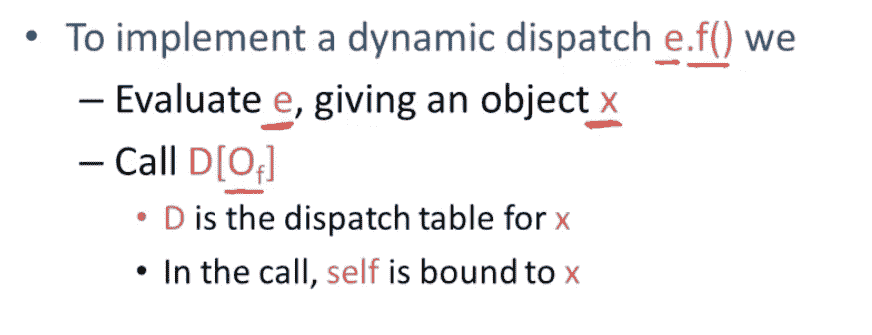 • To implement a dynamic dispatch e.f() we
– Evaluate e, giving an object x
– Call D[Of]
• D is the dispatch table for x
• In the call, self is bound to x